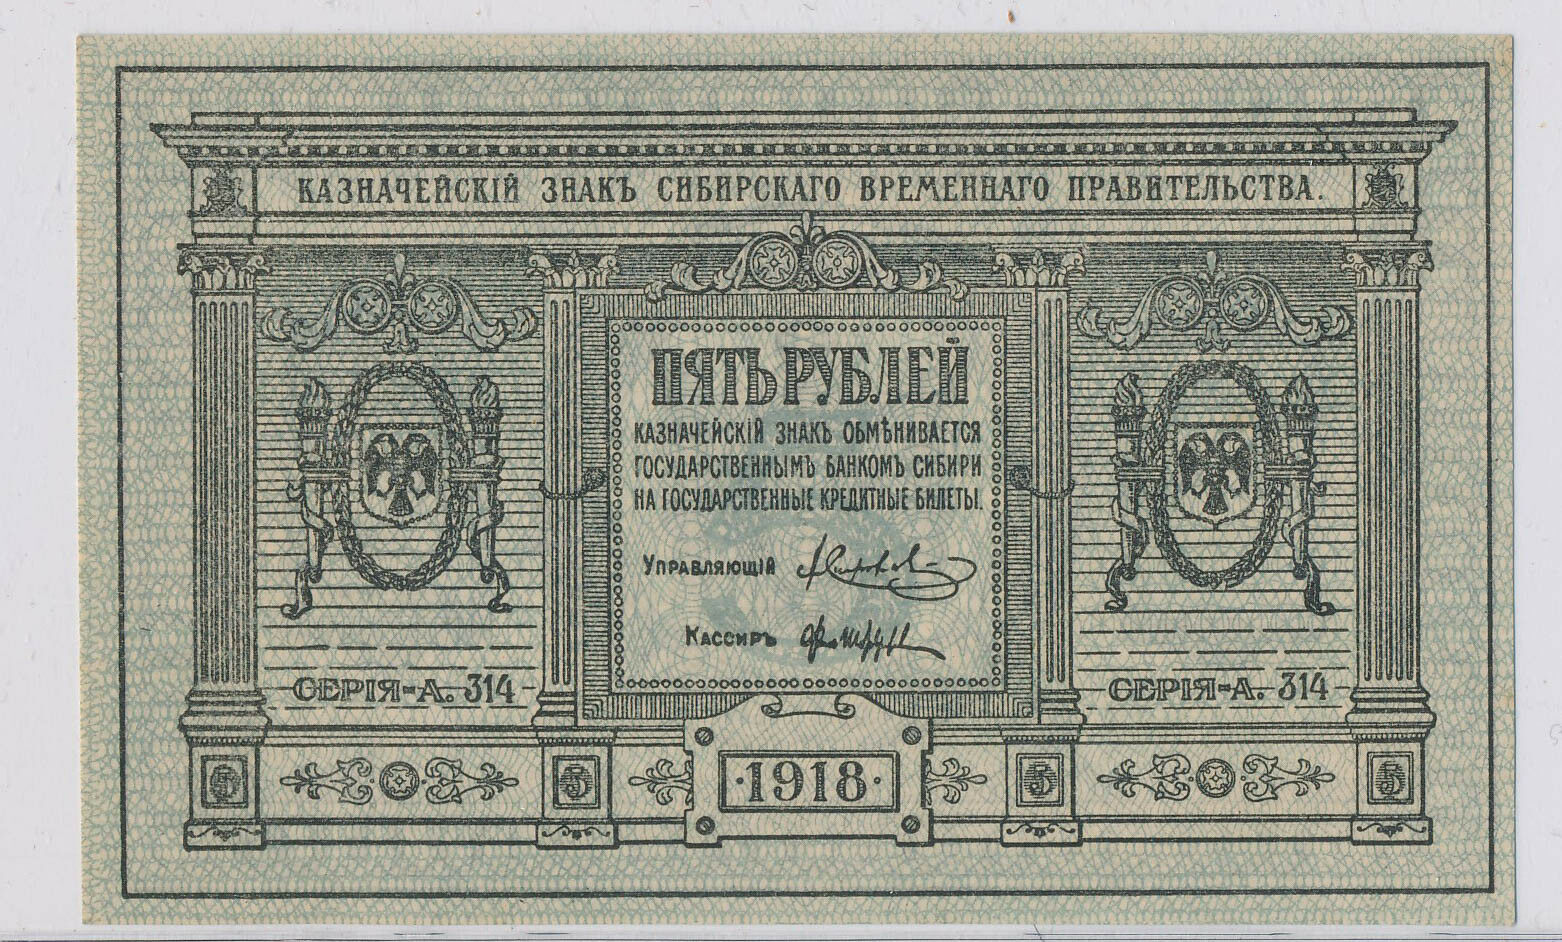 КАЗНАЧЕЙСКІЙ ЗНАКЪ СИБИРСКАГО ВРЕМЕННАГО ПРАВИТЕЛЬСТВА.
ПЯТЬ РУБЛЕЙ
КАЗНАЧЕЙСКІЙ ЗНАКЪ ОБМѢНИВАЕТСЯ
ГОСУДАРСТВЕННЫМЪ БАНКОМЪ СИБИРИ
НА ГОСУДАРСТВЕННЫЕ КРЕДИТНЫЕ БИЛЕТЫ.
УПРАВЛЯЮЩІЙ
КАССИРЪ
СЕРІЯ-А. 314
СЕРІЯ-А. 314
5
5
·1918·
5
5